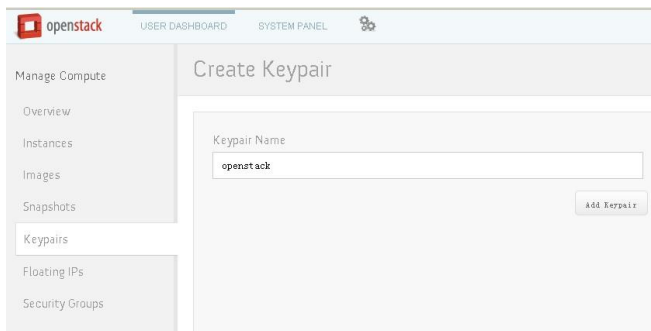 openstack USER DASHBOARD SYSTEM PANEL
Manage Compute
Create Keypair
Overview
Instances
Images
Snapshots
Keypairs
Floating IPs
Security Groups
Keypair Name
openstack
Add Keypair